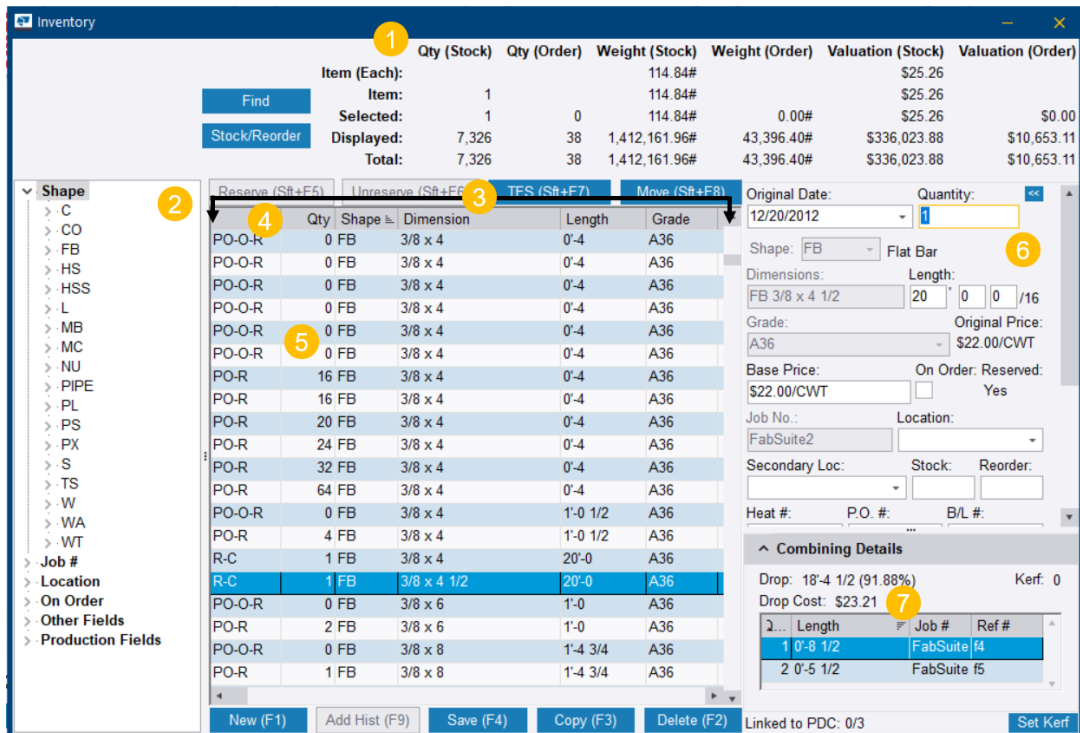 Inventory
1
Qty (Stock) Qty (Order) Weight (Stock) Weight (Order) Valuation (Stock) Valuation (Order)
Item (Each): 114.84# $25.26
Find Item: 1 114.84# $25.26
Selected: 1 0 114.84# 0.00# $25.26 $0.00
Stock/Reorder Displayed: 7,326 38 1,412,161.96# 43,396.40# $336,023.88 $10,653.11
Total: 7,326 38 1,412,161.96# 43,396.40# $336,023.88 $10,653.11
Shape
C
CO
FB
HS
HSS
L
MB
MC
NU
PIPE
PL
PS
PX
S
TS
W
WA
WT
Job #
Location
On Order
Other Fields
Production Fields
2
Reserve (Sft+F5) Unreserve (Sft+F6 TFS (Sft+F7) Move (Sft+F8)
3
4
Qty Shape Dimension Length Grade
PO-O-R 0 FB 3/8 x 4 0'-4 A36
PO-R 0 FB 3/8 x 4 0'-4 A36
PO-O-R 0 FB 3/8 x 4 0'-4 A36
PO-O-R 0 FB 3/8 x 4 0'-4 A36
PO-O-R 0 FB 3/8 x 4 0'-4 A36
5
PO-O-R 0 FB 3/8 x 4 0'-4 A36
PO-R 16 FB 3/8 x 4 0'-4 A36
PO-R 16 FB 3/8 x 4 0'-4 A36
PO-R 20 FB 3/8 x 4 0'-4 A36
PO-R 24 FB 3/8 x 4 0'-4 A36
PO-R 32 FB 3/8 x 4 0'-4 A36
PO-R 64 FB 3/8 x 4 0'-4 A36
PO-O-R 0 FB 3/8 x 4 1'-0 1/2 A36
PO-R 4 FB 3/8 x 4 1'-0 1/2 A36
R-C 1 FB 3/8 x 4 20'-0 A36
R-C 1 FB 3/8 x 4 1/2 20'-0 A36
PO-O-R 0 FB 3/8 x 6 1'-0 A36
PO-R 2 FB 3/8 x 6 1'-0 A36
PO-O-R 0 FB 3/8 x 8 1'-4 3/4 A36
PO-R 1 FB 3/8 x 8 1'-4 3/4 A36
New (F1) Add Hist (F9) Save (F4) Copy (F3) Delete (F2)
Original Date: Quantity: <<
12/20/2012 1
6
Shape: FB Flat Bar
Dimensions: Length:
FB 3/8 x 4 1/2 20 ' 0 0 /16
Grade: Original Price:
A36 $22.00/CWT
Base Price: On Order: Reserved:
$22.00/CWT Yes
Job No.: Location:
FabSuite2
Secondary Loc: Stock: Reorder:
Heat #: P.O. #: B/L #:
Combining Details
Drop: 18'-4 1/2 (91.88%) Kerf: 0
Drop Cost: $23.21
7
Length Job # Ref #
1 0'-8 1/2 FabSuite f4
2 0'-5 1/2 FabSuite f5
Linked to PDC: 0/3 Set Kerf